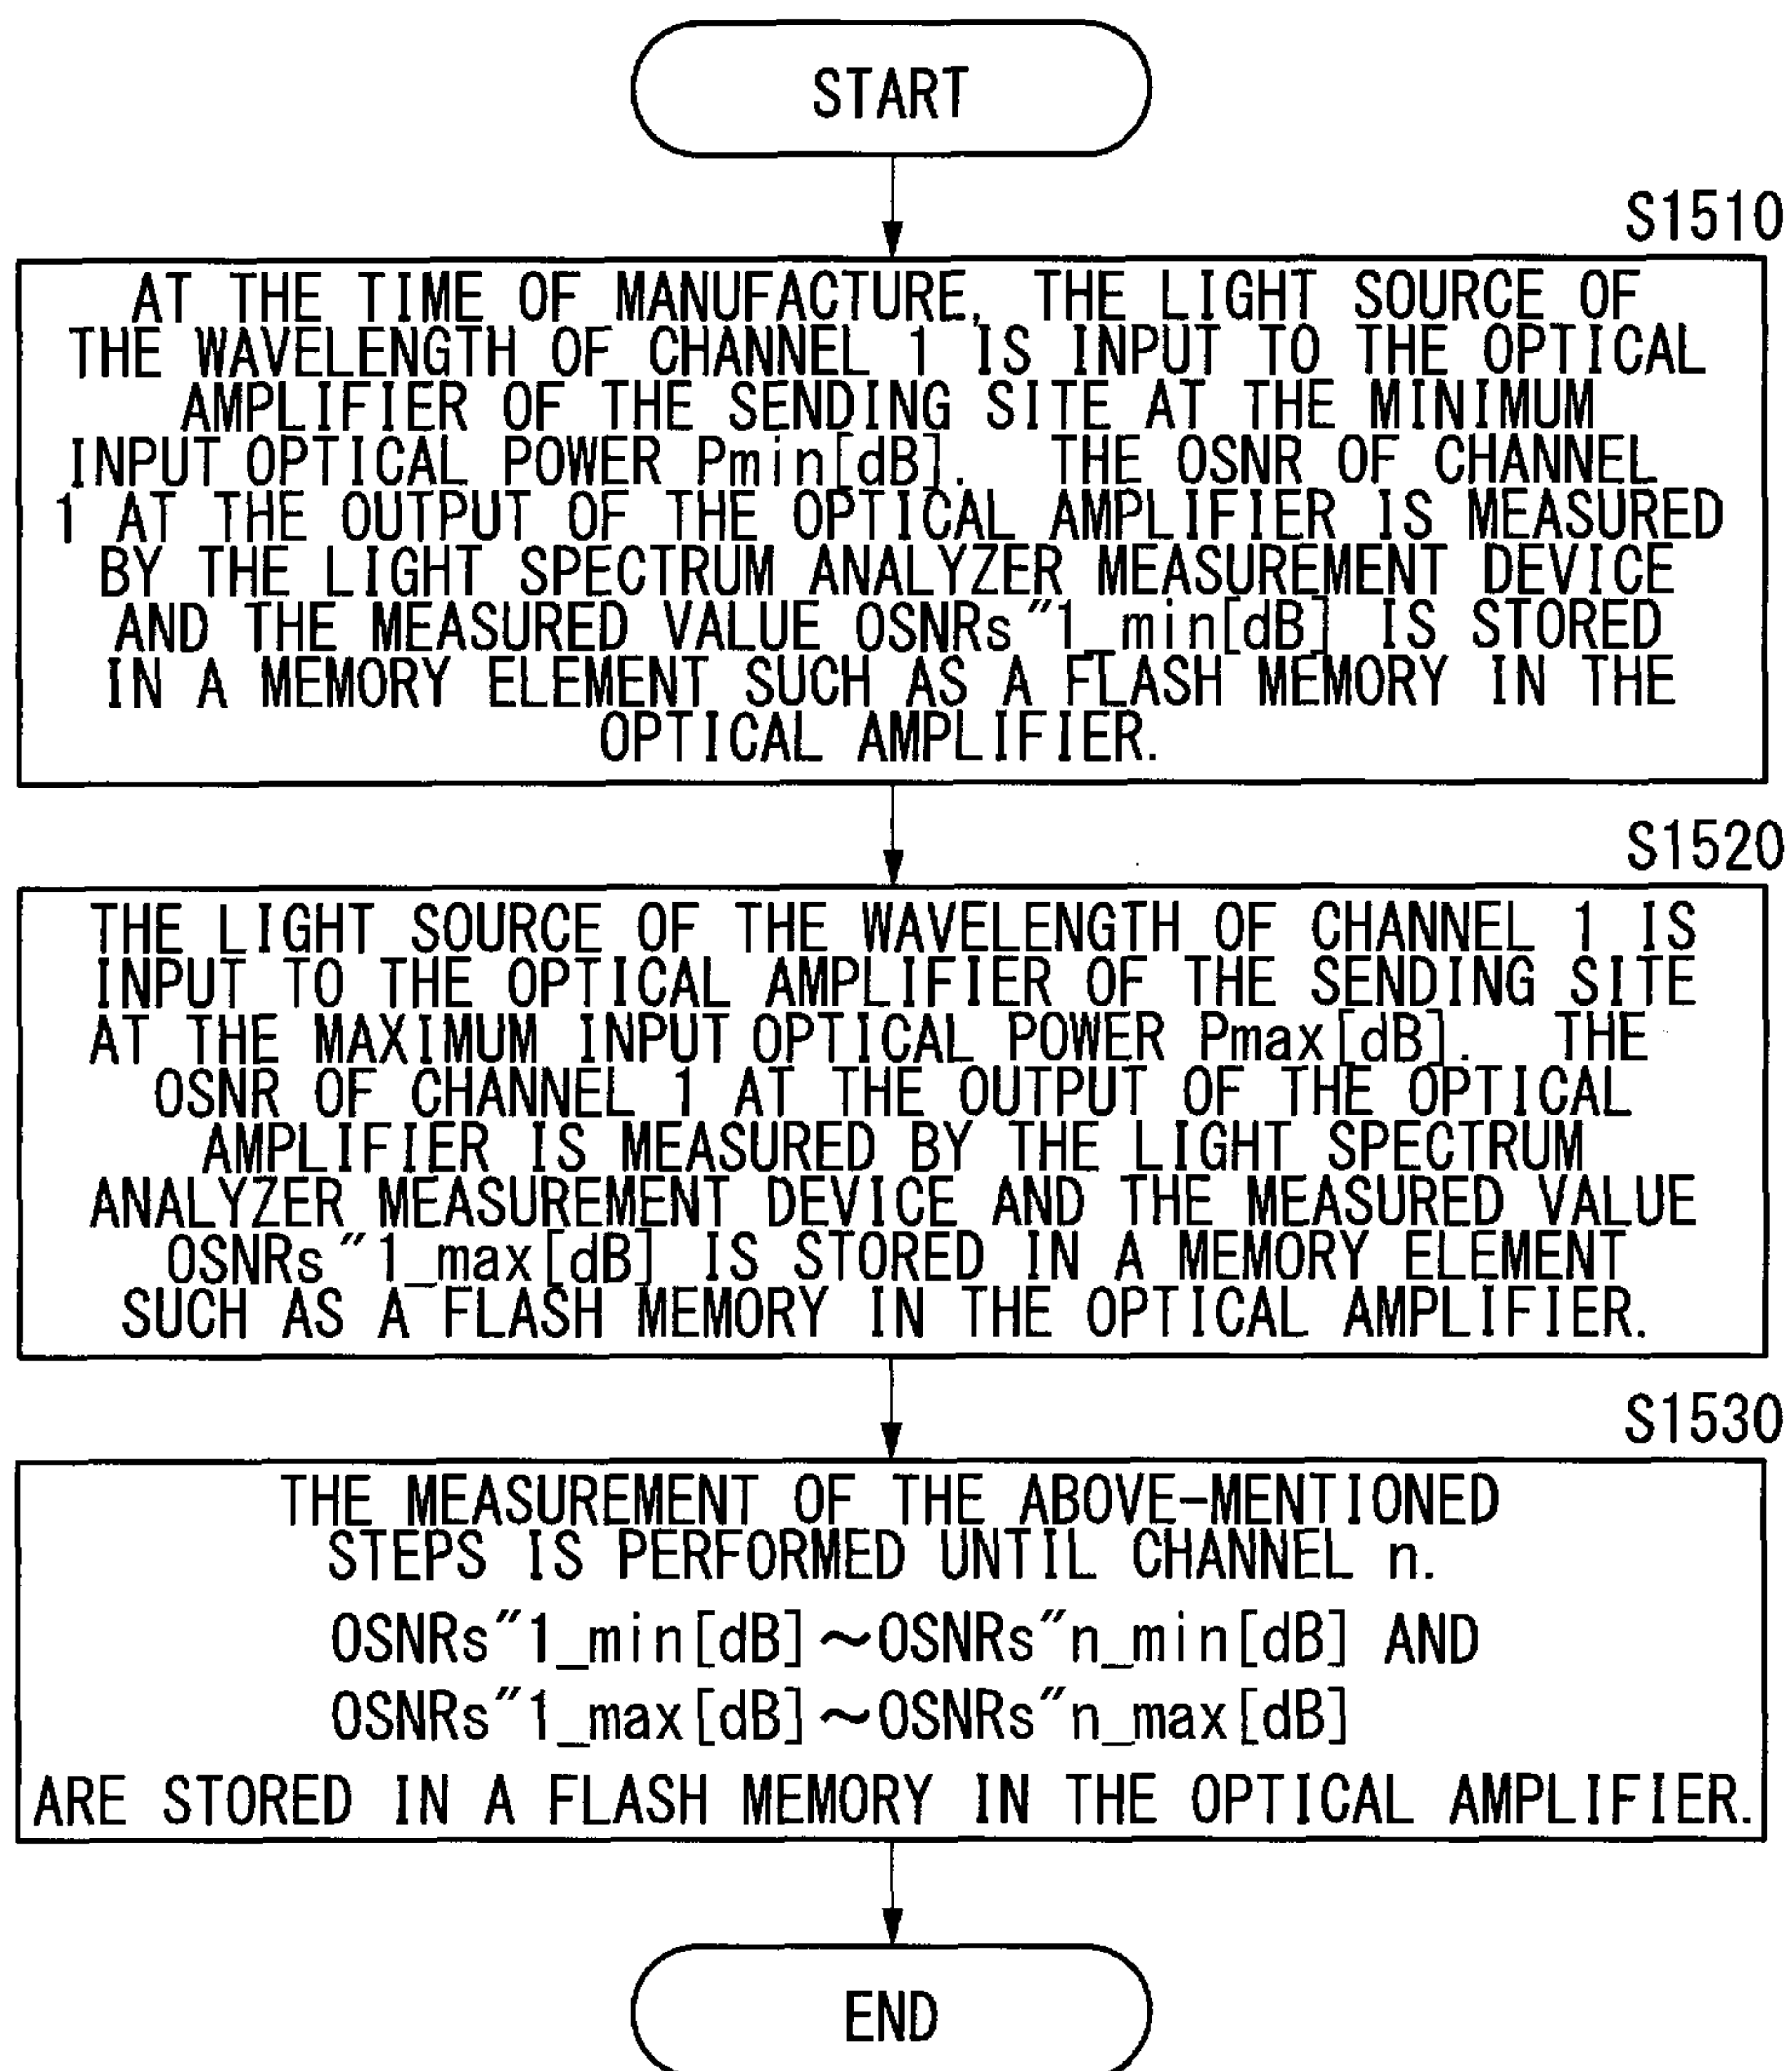 START
S1510
AT THE TIME OF MANUFACTURE, THE LIGHT SOURCE OF
THE WAVELENGTH OF CHANNEL 1 IS INPUT TO THE OPTICAL
AMPLIFIER OF THE SENDING SITE AT THE MINIMUM
INPUT OPTICAL POWER Pmin[dB]. THE OSNR OF CHANNEL
1 AT THE OUTPUT OF THE OPTICAL AMPLIFIER IS MEASURED
BY THE LIGHT SPECTRUM ANALYZER MEASUREMENT DEVICE
AND THE MEASURED VALUE OSNRs"1_min[dB] IS STORED
IN A MEMORY ELEMENT SUCH AS A FLASH MEMORY IN THE
OPTICAL AMPLIFIER.
S1520
THE LIGHT SOURCE OF THE WAVELENGTH OF CHANNEL 1 IS
INPUT TO THE OPTICAL AMPLIFIER OF THE SENDING SITE
AT THE MAXIMUM INPUT OPTICAL POWER Pmax[dB]. THE
OSNR OF CHANNEL 1 AT THE OUTPUT OF THE OPTICAL
AMPLIFIER IS MEASURED BY THE LIGHT SPECTRUM
ANALYZER MEASUREMENT DEVICE AND THE MEASURED VALUE
OSNRs"1_max[dB] IS STORED IN A MEMORY ELEMENT
SUCH AS A FLASH MEMORY IN THE OPTICAL AMPLIFIER.
S1530
THE MEASUREMENT OF THE ABOVE-MENTIONED
STEPS IS PERFORMED UNTIL CHANNEL n.
OSNRs"1_min[dB]~OSNRs"n_min[dB] AND
OSNRs"1_max[dB]~OSNRs"n_max[dB]
ARE STORED IN A FLASH MEMORY IN THE OPTICAL AMPLIFIER.
END